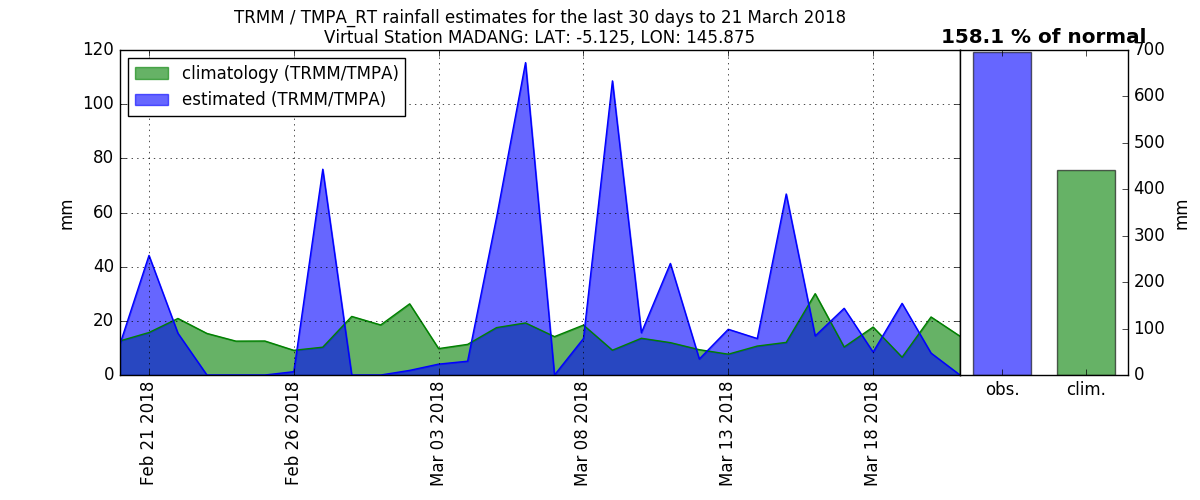 TRMM / TMPA_RT rainfall estimates for the last 30 days to 21 March 2018
Virtual Station MADANG: LAT: -5.125, LON: 145.875
158.1 % of normal
climatology (TRMM/TMPA)
estimated (TRMM/TMPA)
mm
120
100
80
60
40
20
0
Feb 21 2018
Feb 26 2018
Mar 03 2018
Mar 08 2018
Mar 13 2018
Mar 18 2018
obs.
clim.
700
600
500
400
300
200
100
0
mm